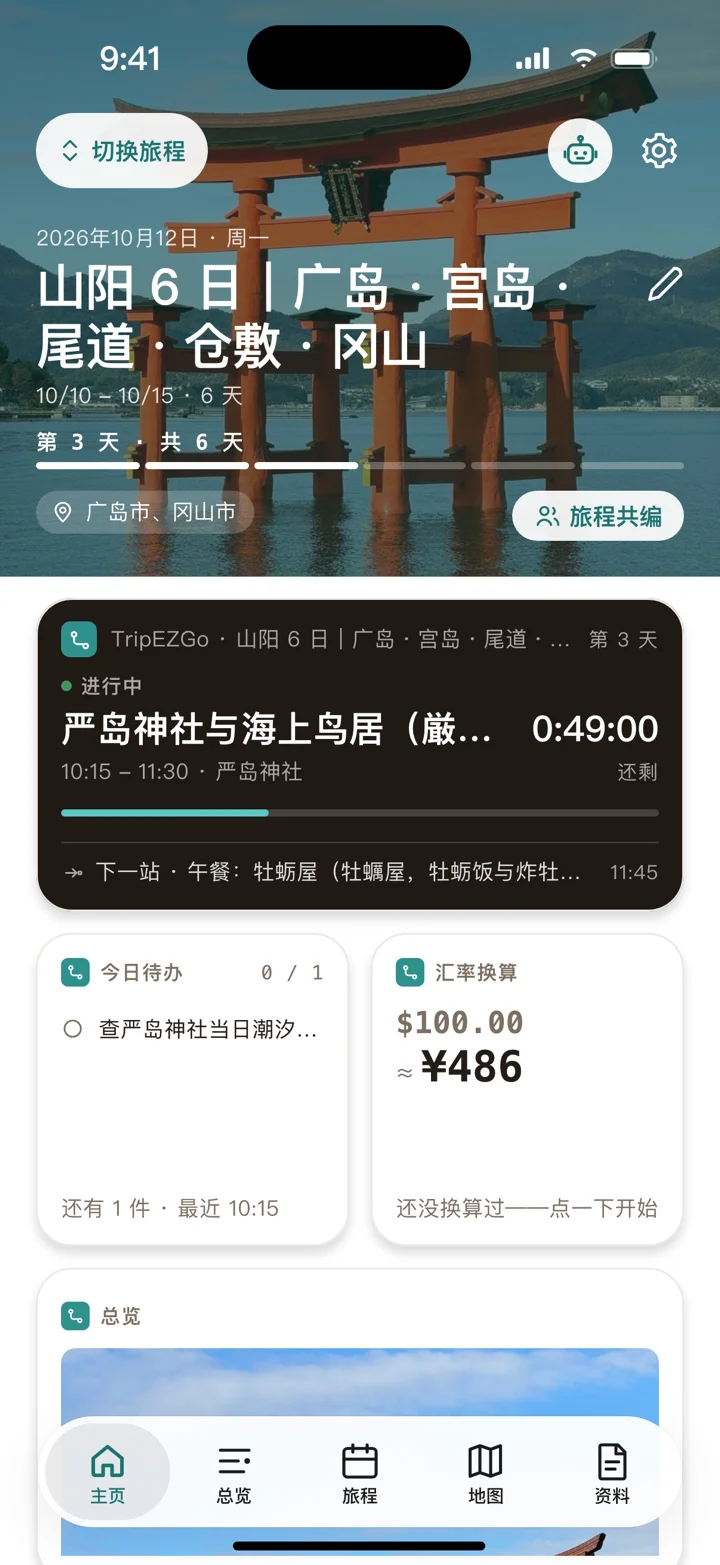 9:41
切换旅程
2026年10月12日 · 周一
山阳 6 日｜广岛 · 宫岛 ·
尾道 · 仓敷 · 冈山
10/10 – 10/15 · 6 天
第 3 天 · 共 6 天
广岛市、冈山市
旅程共编
TripEZGo · 山阳 6 日｜广岛 · 宫岛 · 尾道 · … 第 3 天
进行中
严岛神社与海上鸟居（厳… 0:49:00
10:15 – 11:30 · 严岛神社 还剩
下一站 · 午餐：牡蛎屋（牡蠣屋，牡蛎饭与炸牡… 11:45
今日待办 0 / 1
查严岛神社当日潮汐…
还有 1 件 · 最近 10:15
汇率换算
$100.00
≈ ¥486
还没换算过——点一下开始
总览
主页
总览
旅程
地图
资料